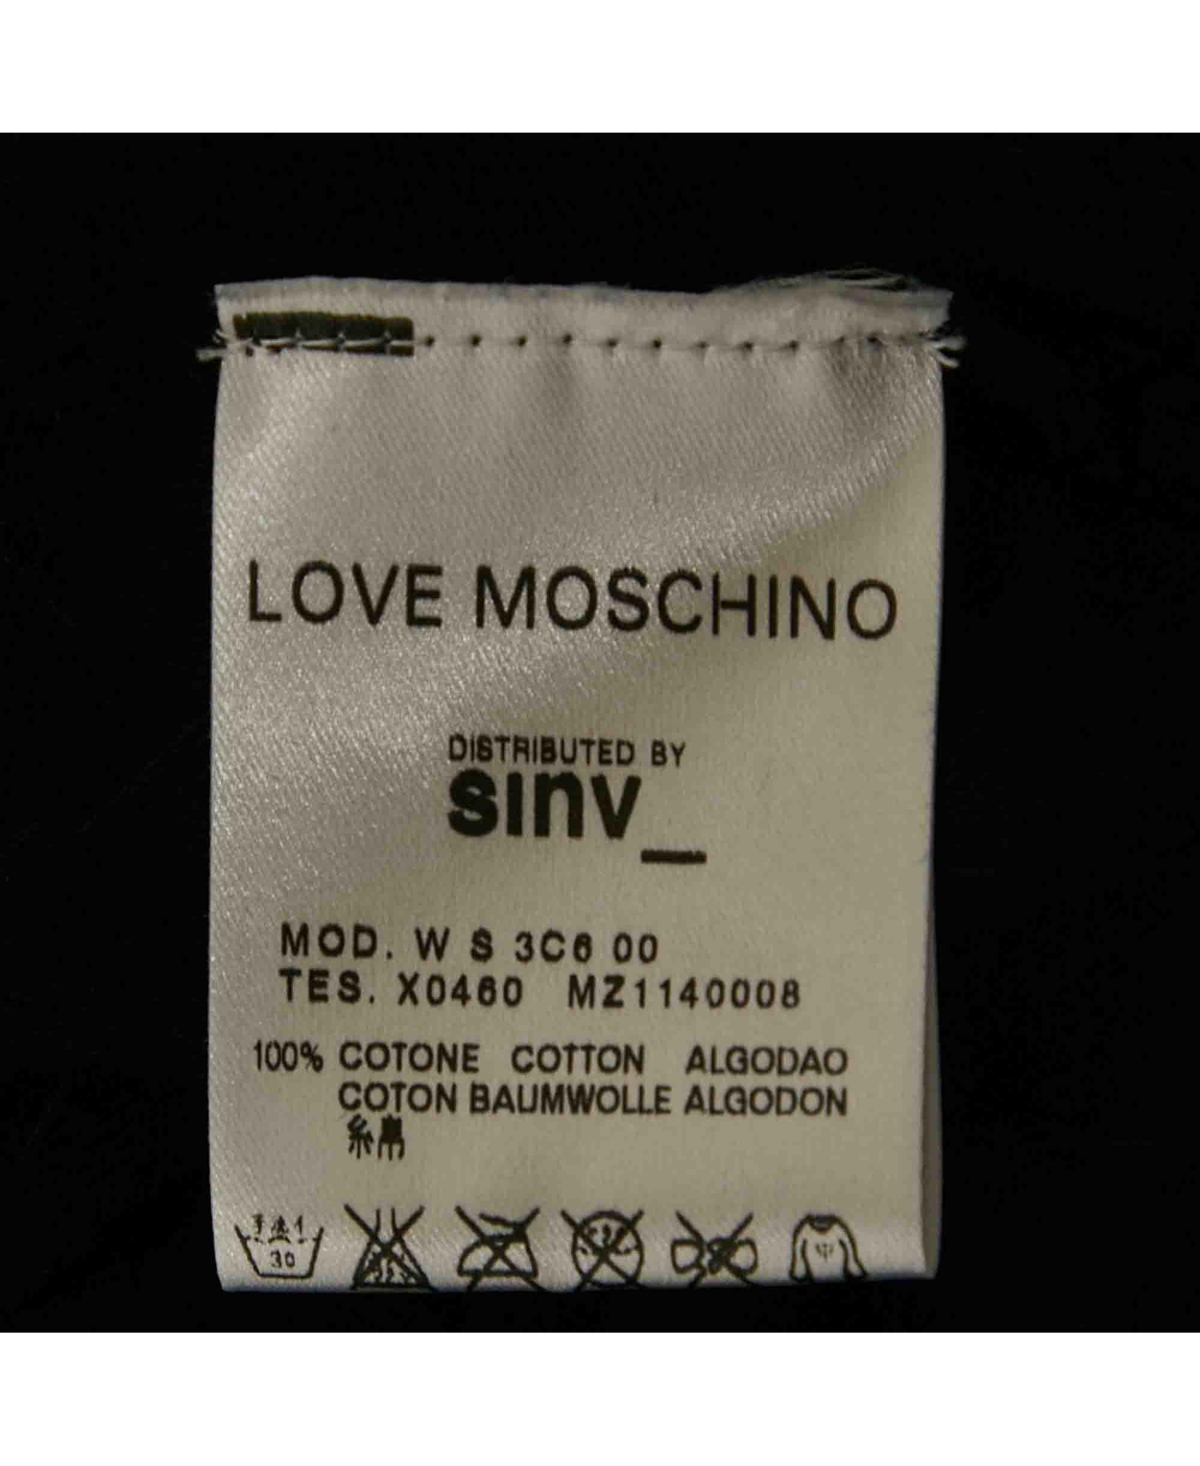 LOVE MOSCHINO
DISTRIBUTED BY
sinv_
MOD. W S 3C6 00
TES. X0460 MZ1140008
100% COTONE COTTON ALGODAO
COTON BAUMWOLLE ALGODON
30